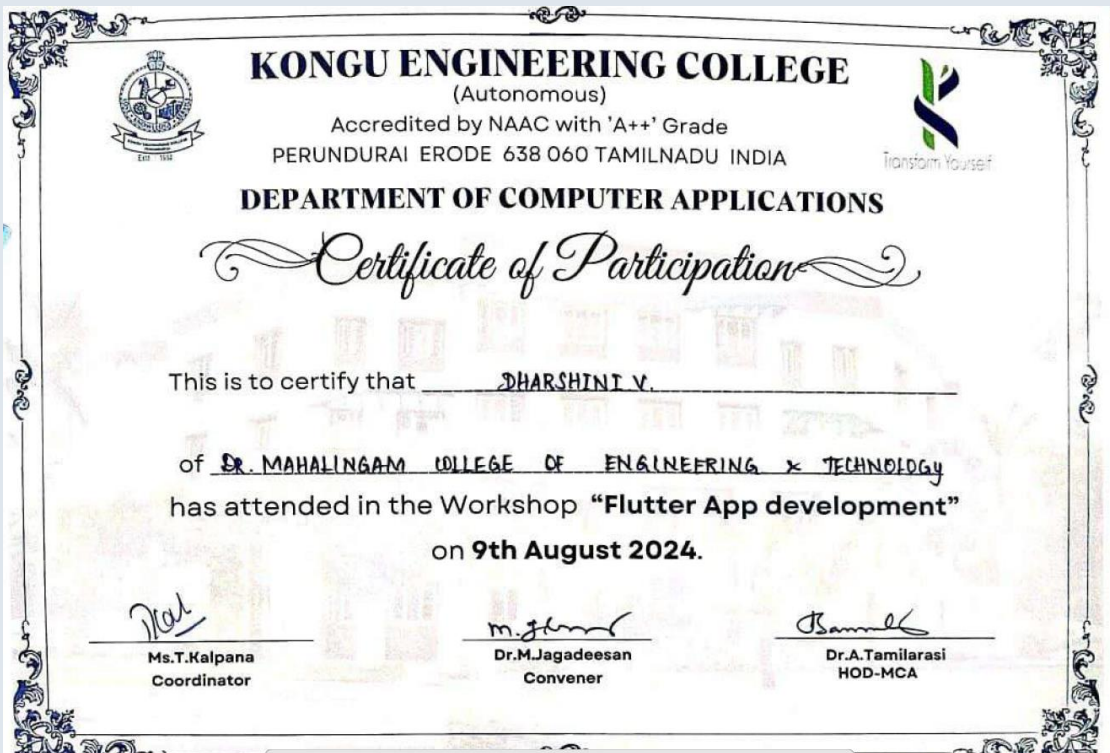 KONGU ENGINEERING COLLEGE
(Autonomous)
Accredited by NAAC with 'A++' Grade
PERUNDURAI ERODE 638 060 TAMILNADU INDIA
Transform Yourself
Estd : 1984
DEPARTMENT OF COMPUTER APPLICATIONS
Certificate of Participation
This is to certify that DHARSHINI V.
of DR. MAHALINGAM COLLEGE OF ENGINEERING & TECHNOLOGY
has attended in the Workshop “Flutter App development”
on 9th August 2024.
Ms.T.Kalpana
Coordinator
Dr.M.Jagadeesan
Convener
Dr.A.Tamilarasi
HOD-MCA